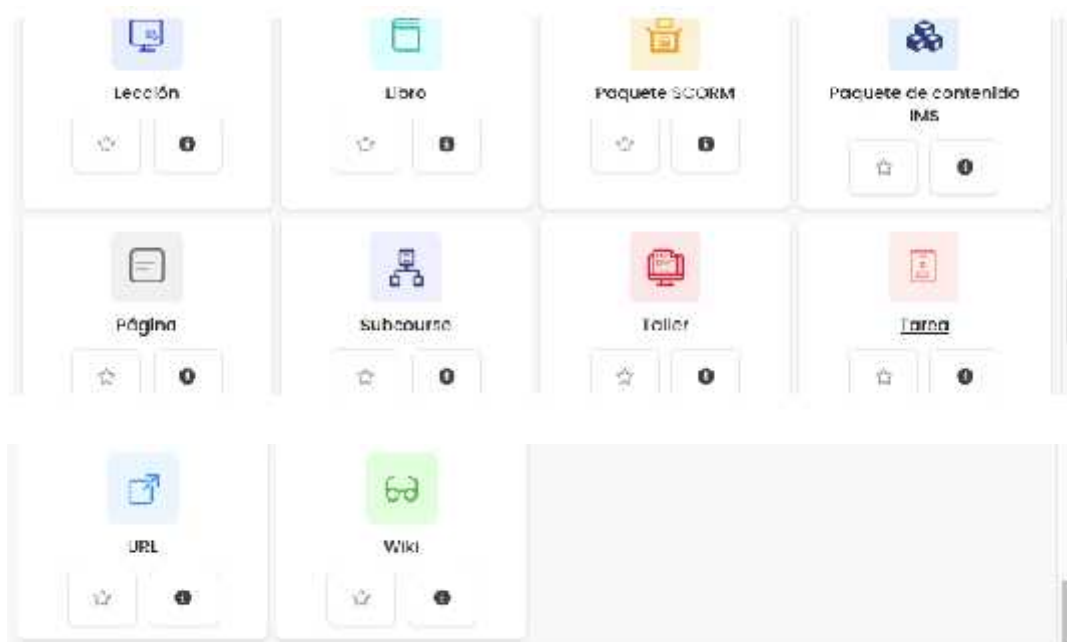 Lección
Libro
Paquete SCORM
Paquete de contenido
IMS
Página
Subcourse
Taller
Tarea
URL
Wiki